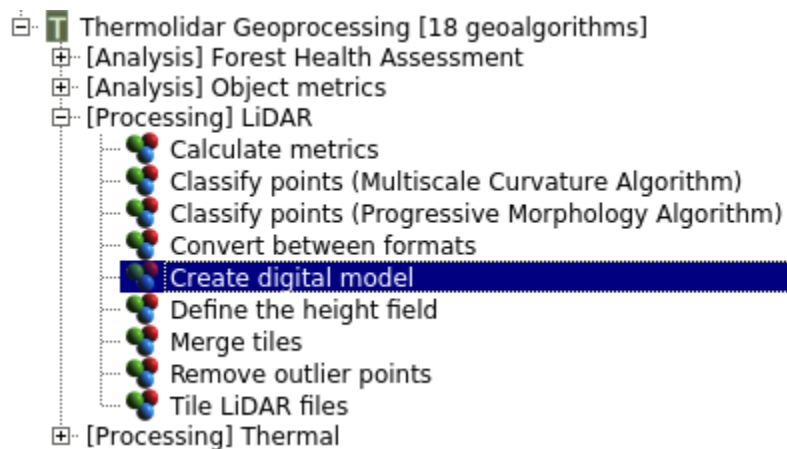 T Thermolidar Geoprocessing [18 geoalgorithms]
[Analysis] Forest Health Assessment
[Analysis] Object metrics
[Processing] LiDAR
Calculate metrics
Classify points (Multiscale Curvature Algorithm)
Classify points (Progressive Morphology Algorithm)
Convert between formats
Create digital model
Define the height field
Merge tiles
Remove outlier points
Tile LiDAR files
[Processing] Thermal